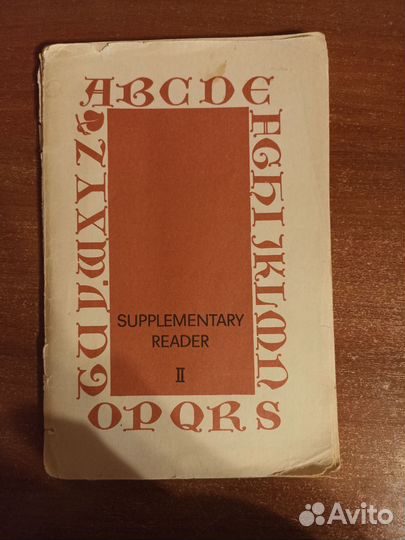 ABCDE
FGHIJKLMN
OPQRS
TUVWXYZ
SUPPLEMENTARY
READER
II
Avito